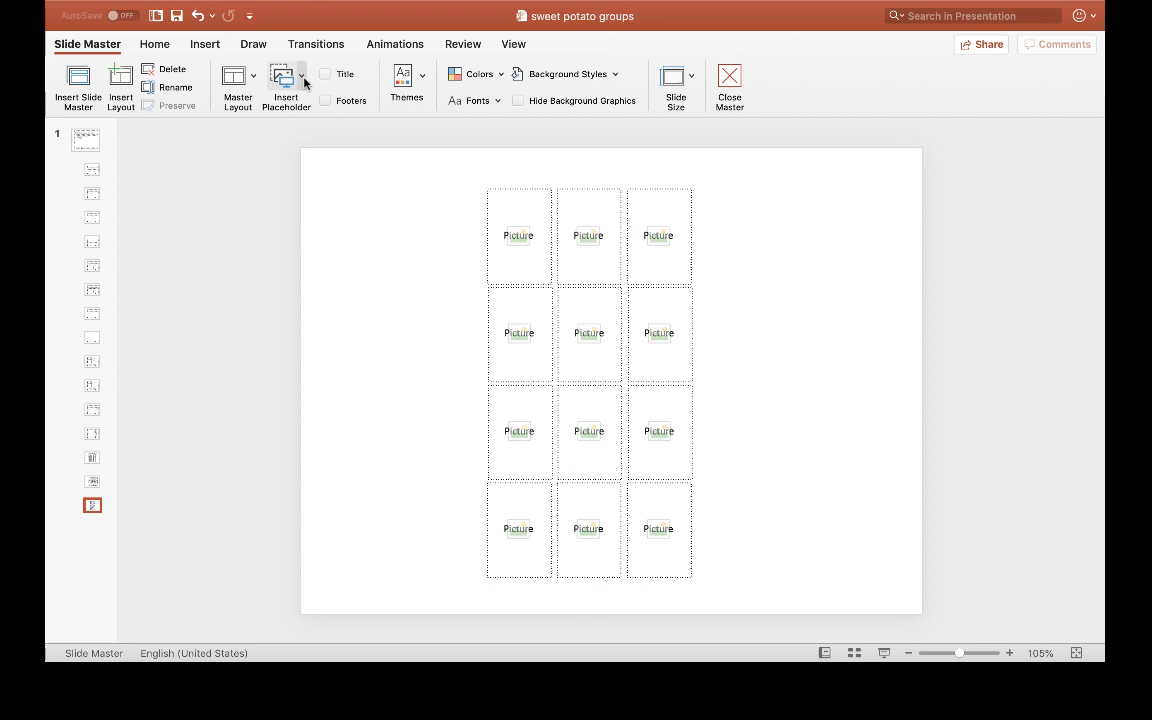 AutoSave OFF
sweet potato groups
Search in Presentation
Slide Master Home Insert Draw Transitions Animations Review View
Share
Comments
Insert Slide Master
Insert Layout
Delete
Rename
Preserve
Master Layout
Insert Placeholder
Title
Footers
Themes
Colors
Background Styles
Aa Fonts
Hide Background Graphics
Slide Size
Close Master
1
Picture Picture Picture
Picture Picture Picture
Picture Picture Picture
Picture Picture Picture
Slide Master English (United States)
105%